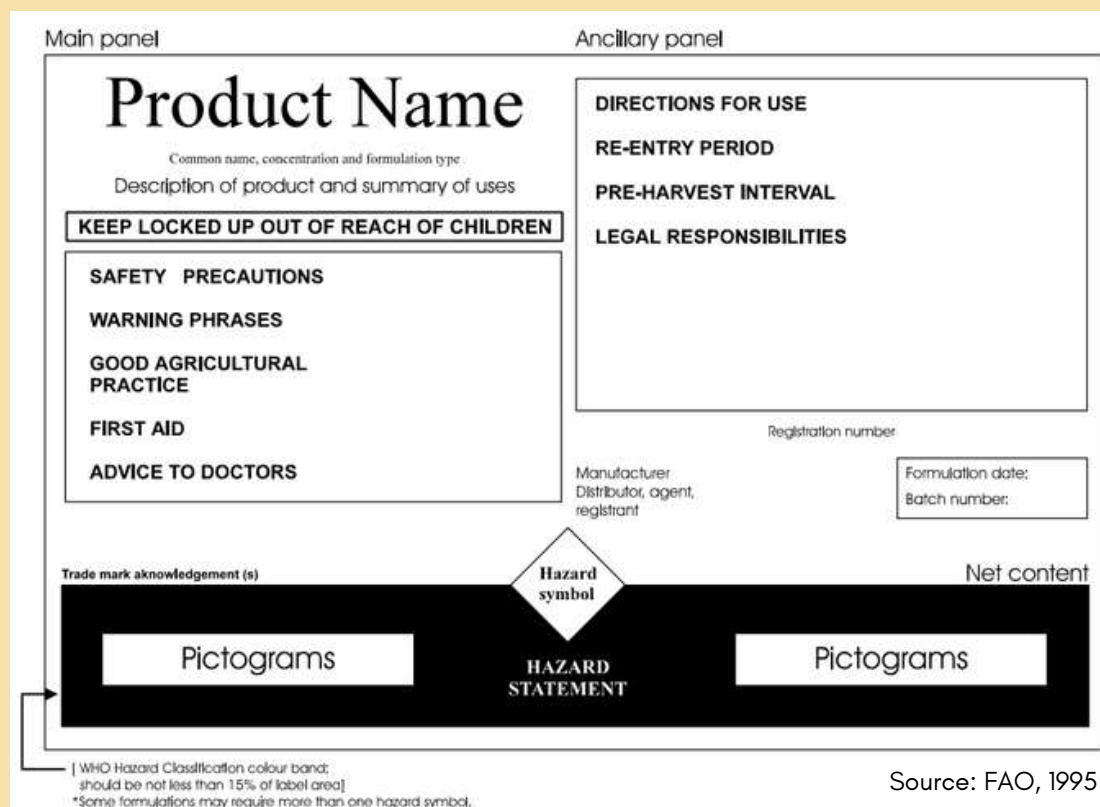 Main panel
Ancillary panel
Product Name
Common name, concentration and formulation type
Description of product and summary of uses
KEEP LOCKED UP OUT OF REACH OF CHILDREN
SAFETY PRECAUTIONS
WARNING PHRASES
GOOD AGRICULTURAL
PRACTICE
FIRST AID
ADVICE TO DOCTORS
DIRECTIONS FOR USE
RE-ENTRY PERIOD
PRE-HARVEST INTERVAL
LEGAL RESPONSIBILITIES
Registration number
Manufacturer
Distributor, agent,
registrant
Formulation date:
Batch number:
Trade mark aknowledgement (s)
Hazard
symbol
Net content
Pictograms
HAZARD
STATEMENT
Pictograms
[ WHO Hazard Classification colour band;
should be not less than 15% of label area]
*Some formulations may require more than one hazard symbol.
Source: FAO, 1995